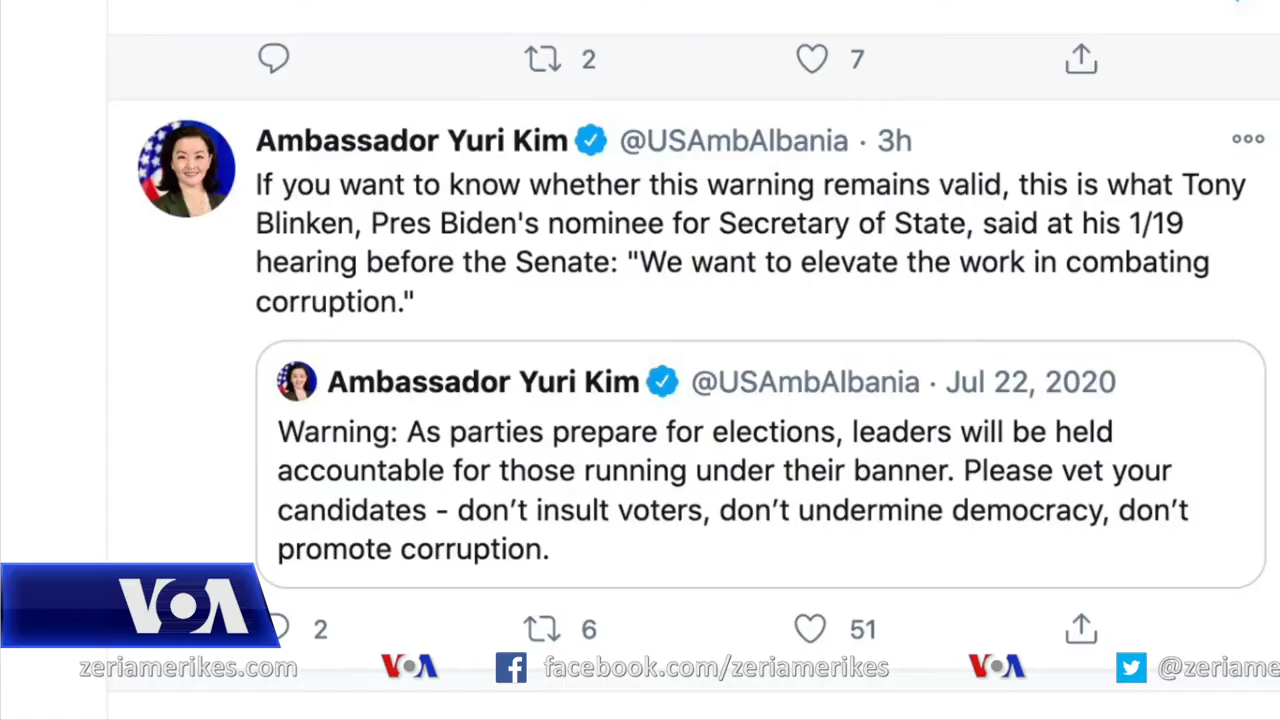 2
7
Ambassador Yuri Kim @USAmbAlbania · 3h
If you want to know whether this warning remains valid, this is what Tony
Blinken, Pres Biden's nominee for Secretary of State, said at his 1/19
hearing before the Senate: "We want to elevate the work in combating
corruption."
Ambassador Yuri Kim @USAmbAlbania · Jul 22, 2020
Warning: As parties prepare for elections, leaders will be held
accountable for those running under their banner. Please vet your
candidates - don’t insult voters, don’t undermine democracy, don’t
promote corruption.
VOA
2
6
51
zeriamerikes.com VOA facebook.com/zeriamerikes VOA @zeriame